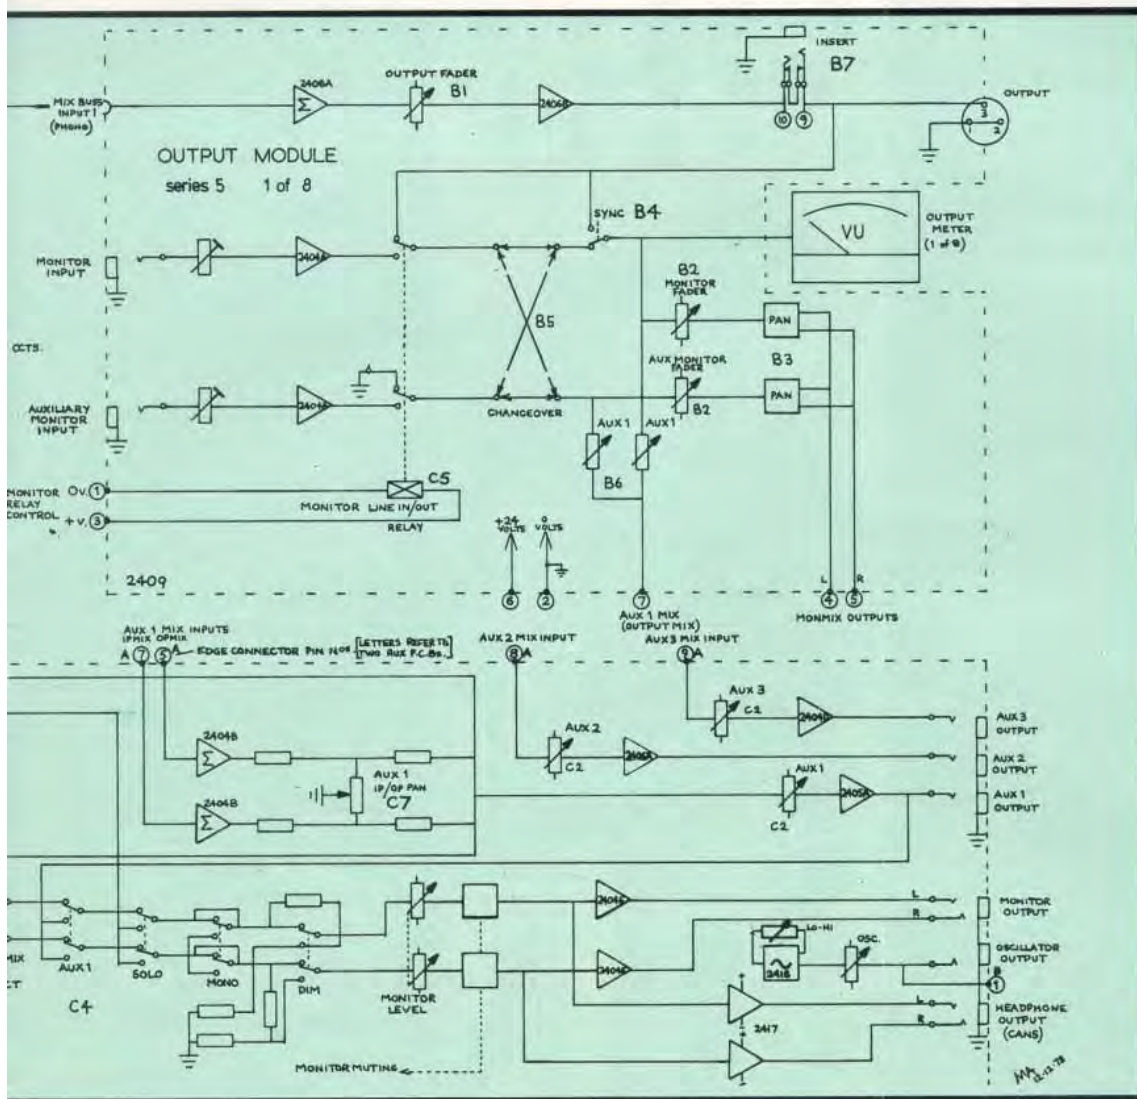 INSERT
B7
2406A
OUTPUT FADER
B1
2406B
MIX BUSS
INPUT 1
(PHONO)
10 9
OUTPUT
3
1 2
OUTPUT MODULE
series 5 1 of 8
SYNC B4
VU
OUTPUT
METER
(1 of 8)
MONITOR
INPUT
2404A
B2
MONITOR
FADER
PAN
B5
B3
CCTS.
AUX MONITOR
FADER
PAN
AUXILIARY
MONITOR
INPUT
2404A
CHANGEOVER
B2
AUX 1 AUX 1
B6
C5
MONITOR
RELAY
CONTROL
0v. 1
+v. 3
MONITOR LINE IN/OUT
RELAY
+24
VOLTS
0
VOLTS
2409
L R
6 2 7 4 5
AUX 1 MIX
(OUTPUT MIX)
MONMIX OUTPUTS
AUX 1 MIX INPUTS
IPMIX OPMIX
A 7 5 A
EDGE CONNECTOR PIN Nos
[LETTERS REFER TO
TWO AUX P.C.Bs.]
AUX 2 MIX INPUT
8 A
AUX 3 MIX INPUT
9 A
AUX 3
C2
2404D
AUX 3
OUTPUT
AUX 2
C2
2405A
AUX 2
OUTPUT
2404B
AUX 1
IP/OP PAN
C7
2404B
AUX 1
C2
2405A
AUX 1
OUTPUT
L
R
MONITOR
OUTPUT
LO-HI
OSC.
2418
OSCILLATOR
OUTPUT
B
1
MIX
CT
AUX 1
SOLO
MONO
DIM
C4
MONITOR
LEVEL
2417
L
R
HEADPHONE
OUTPUT
(CANS)
MONITOR MUTING
MA
12-12-78